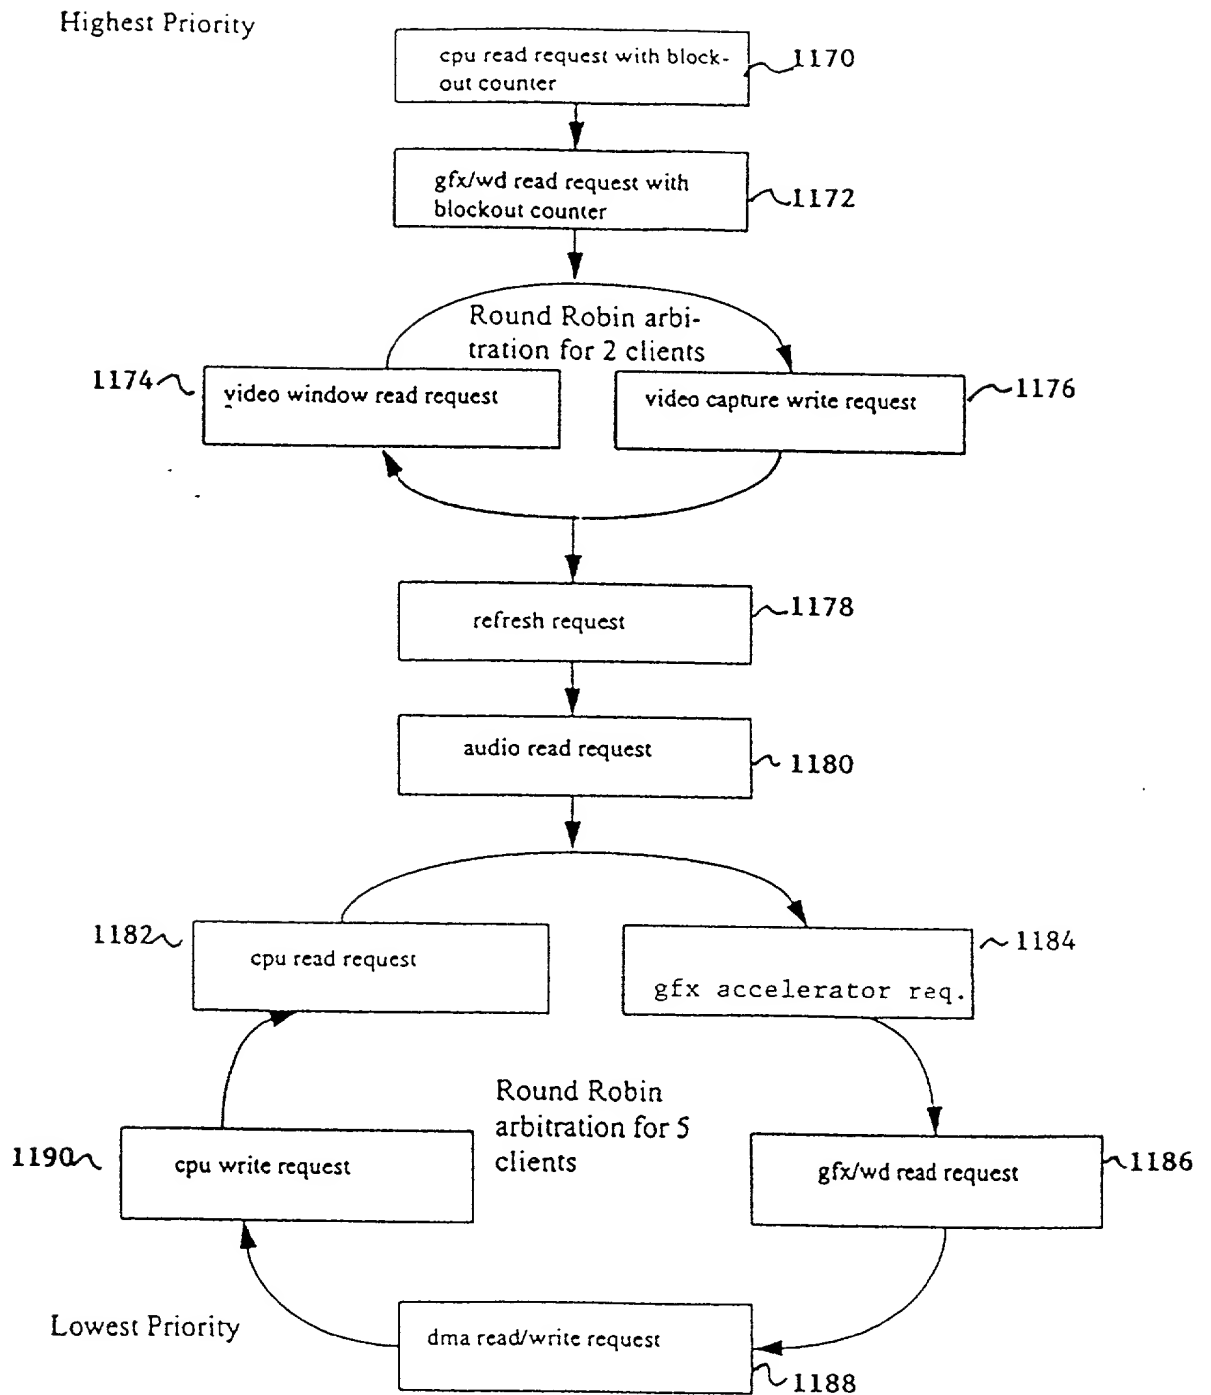 Highest Priority
cpu read request with block-
out counter
1170
gfx/wd read request with
blockout counter
1172
Round Robin arbi-
tration for 2 clients
1174
video window read request
video capture write request
1176
refresh request
1178
audio read request
1180
1182
cpu read request
gfx accelerator req.
1184
Round Robin
arbitration for 5
clients
1190
cpu write request
gfx/wd read request
1186
Lowest Priority
dma read/write request
1188